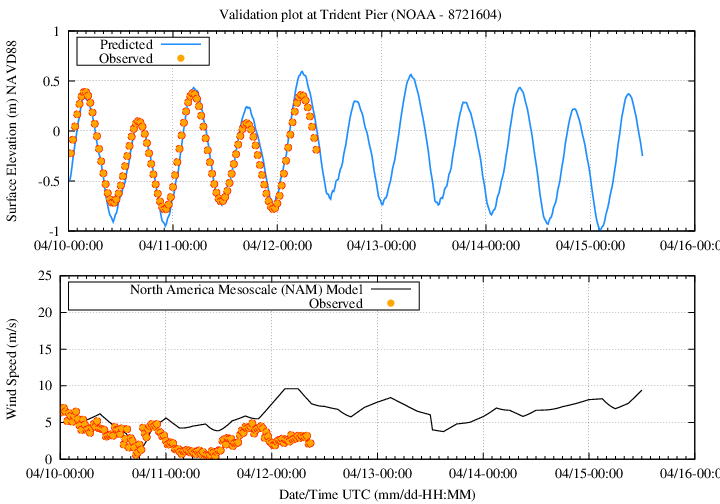 Validation plot at Trident Pier (NOAA - 8721604)
Surface Elevation (m) NAVD88
Predicted
Observed
1
0.5
0
-0.5
-1
04/10-00:00 04/11-00:00 04/12-00:00 04/13-00:00 04/14-00:00 04/15-00:00 04/16-00:00
Wind Speed (m/s)
North America Mesoscale (NAM) Model
Observed
25
20
15
10
5
0
04/10-00:00 04/11-00:00 04/12-00:00 04/13-00:00 04/14-00:00 04/15-00:00 04/16-00:00
Date/Time UTC (mm/dd-HH:MM)